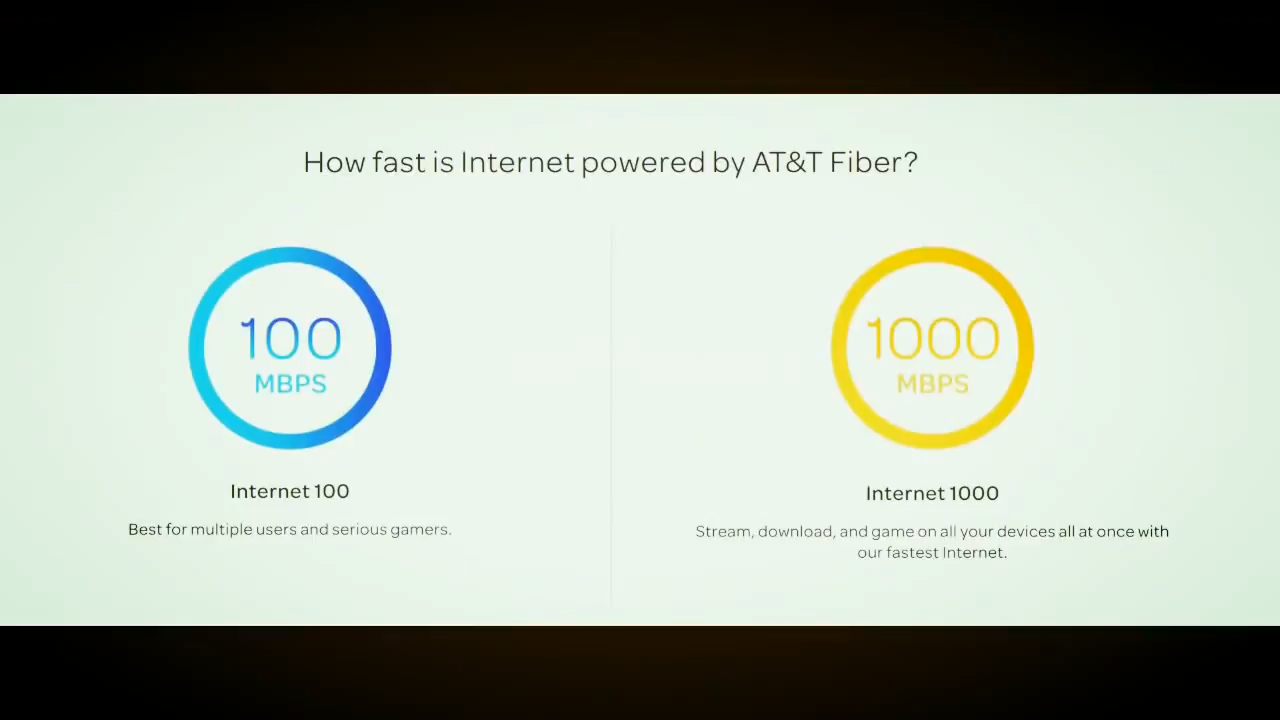 How fast is Internet powered by AT&T Fiber?
100
MBPS
Internet 100
Best for multiple users and serious gamers.
1000
MBPS
Internet 1000
Stream, download, and game on all your devices all at once with
our fastest Internet.